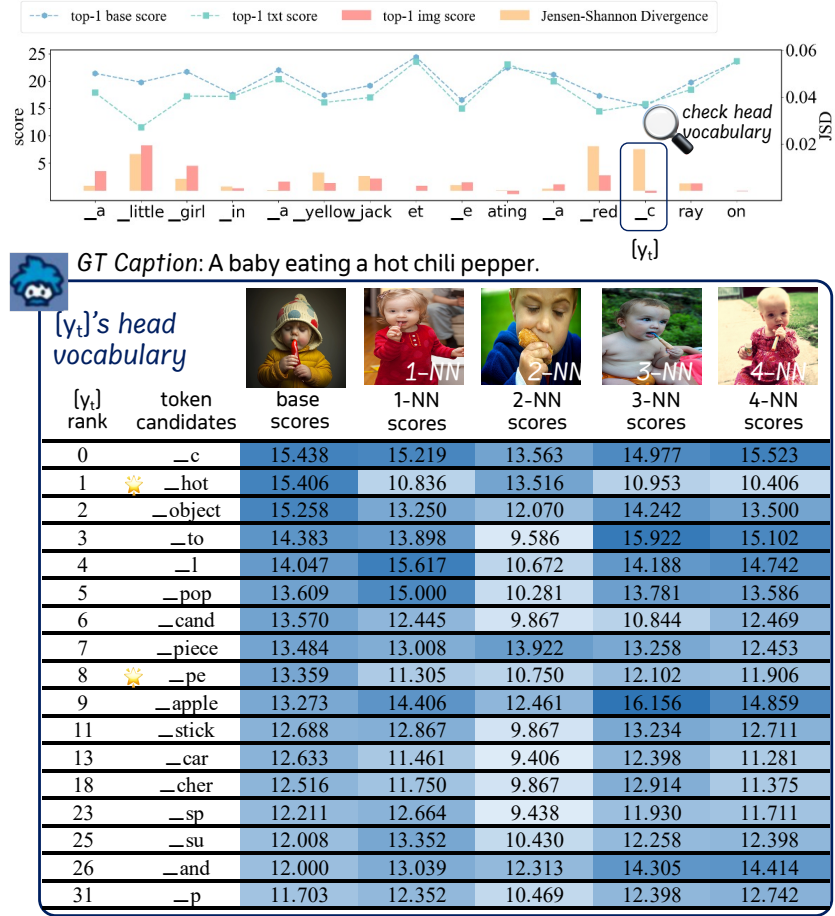 top-1 base score top-1 txt score top-1 img score Jensen-Shannon Divergence
score
25
20
15
10
5
0.06
0.04
0.02
JSD
check head
vocabulary
_a _little _girl _in _a _yellow _jack et _e ating _a _red _c ray on
[yt]
GT Caption: A baby eating a hot chili pepper.
[yt]'s head
vocabulary
1-NN 2-NN 3-NN 4-NN
[yt] rank token candidates base scores 1-NN scores 2-NN scores 3-NN scores 4-NN scores
0 _c 15.438 15.219 13.563 14.977 15.523
1 _hot 15.406 10.836 13.516 10.953 10.406
2 _object 15.258 13.250 12.070 14.242 13.500
3 _to 14.383 13.898 9.586 15.922 15.102
4 _l 14.047 15.617 10.672 14.188 14.742
5 _pop 13.609 15.000 10.281 13.781 13.586
6 _cand 13.570 12.445 9.867 10.844 12.469
7 _piece 13.484 13.008 13.922 13.258 12.453
8 _pe 13.359 11.305 10.750 12.102 11.906
9 _apple 13.273 14.406 12.461 16.156 14.859
11 _stick 12.688 12.867 9.867 13.234 12.711
13 _car 12.633 11.461 9.406 12.398 11.281
18 _cher 12.516 11.750 9.867 12.914 11.375
23 _sp 12.211 12.664 9.438 11.930 11.711
25 _su 12.008 13.352 10.430 12.258 12.398
26 _and 12.000 13.039 12.313 14.305 14.414
31 _p 11.703 12.352 10.469 12.398 12.742